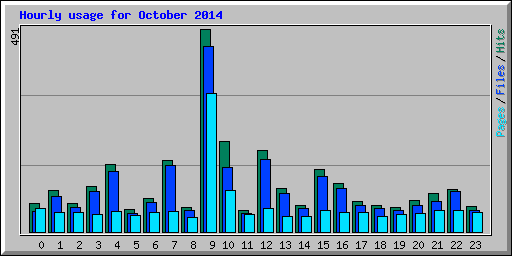 Hourly usage for October 2014
491
Pages / Files / Hits
0 1 2 3 4 5 6 7 8 9 10 11 12 13 14 15 16 17 18 19 20 21 22 23